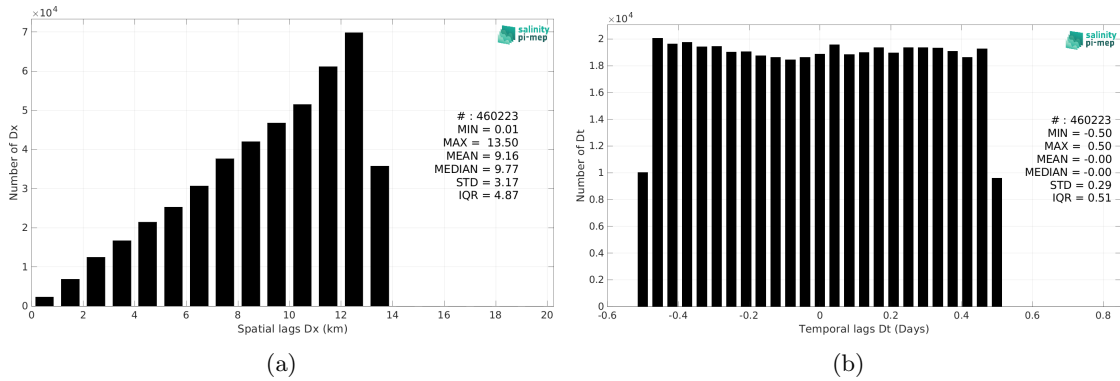 ×10⁴
7
6
5
4
3
2
1
0
Number of Dx
0 2 4 6 8 10 12 14 16 18 20
Spatial lags Dx (km)
salinity
pi-mep
# : 460223
MIN = 0.01
MAX = 13.50
MEAN = 9.16
MEDIAN = 9.77
STD = 3.17
IQR = 4.87
(a)
×10⁴
2
1.8
1.6
1.4
1.2
1
0.8
0.6
0.4
0.2
0
Number of Dt
-0.6 -0.4 -0.2 0 0.2 0.4 0.6 0.8
Temporal lags Dt (Days)
salinity
pi-mep
# : 460223
MIN = -0.50
MAX = 0.50
MEAN = -0.00
MEDIAN = -0.00
STD = 0.29
IQR = 0.51
(b)